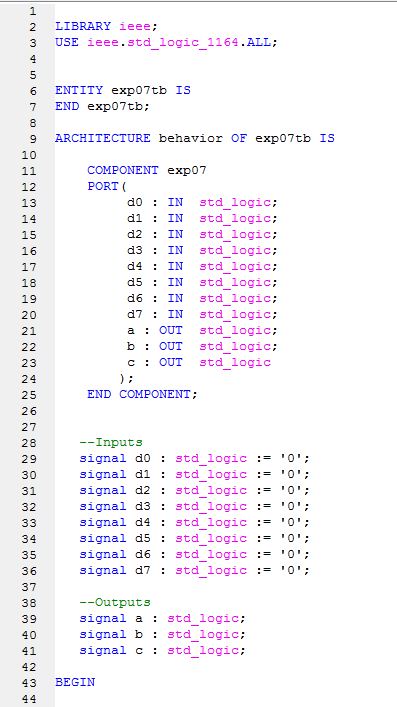 1
2 LIBRARY ieee;
3 USE ieee.std_logic_1164.ALL;
4
5
6 ENTITY exp07tb IS
7 END exp07tb;
8
9 ARCHITECTURE behavior OF exp07tb IS
10
11 COMPONENT exp07
12 PORT(
13 d0 : IN std_logic;
14 d1 : IN std_logic;
15 d2 : IN std_logic;
16 d3 : IN std_logic;
17 d4 : IN std_logic;
18 d5 : IN std_logic;
19 d6 : IN std_logic;
20 d7 : IN std_logic;
21 a : OUT std_logic;
22 b : OUT std_logic;
23 c : OUT std_logic
24 );
25 END COMPONENT;
26
27
28 --Inputs
29 signal d0 : std_logic := '0';
30 signal d1 : std_logic := '0';
31 signal d2 : std_logic := '0';
32 signal d3 : std_logic := '0';
33 signal d4 : std_logic := '0';
34 signal d5 : std_logic := '0';
35 signal d6 : std_logic := '0';
36 signal d7 : std_logic := '0';
37
38 --Outputs
39 signal a : std_logic;
40 signal b : std_logic;
41 signal c : std_logic;
42
43 BEGIN
44